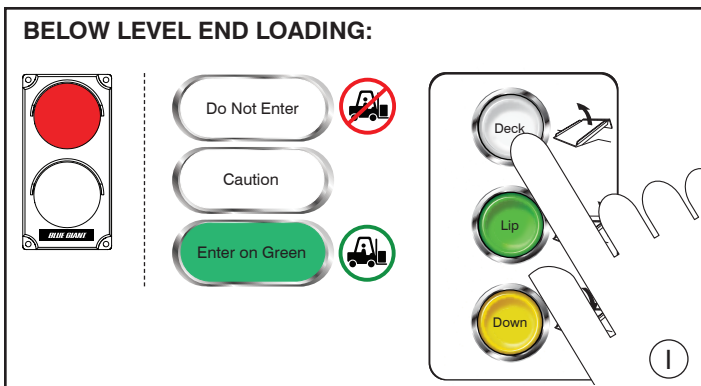 BELOW LEVEL END LOADING:
Do Not Enter
Caution
Enter on Green
BLUE GIANT
Deck
Lip
Down
I